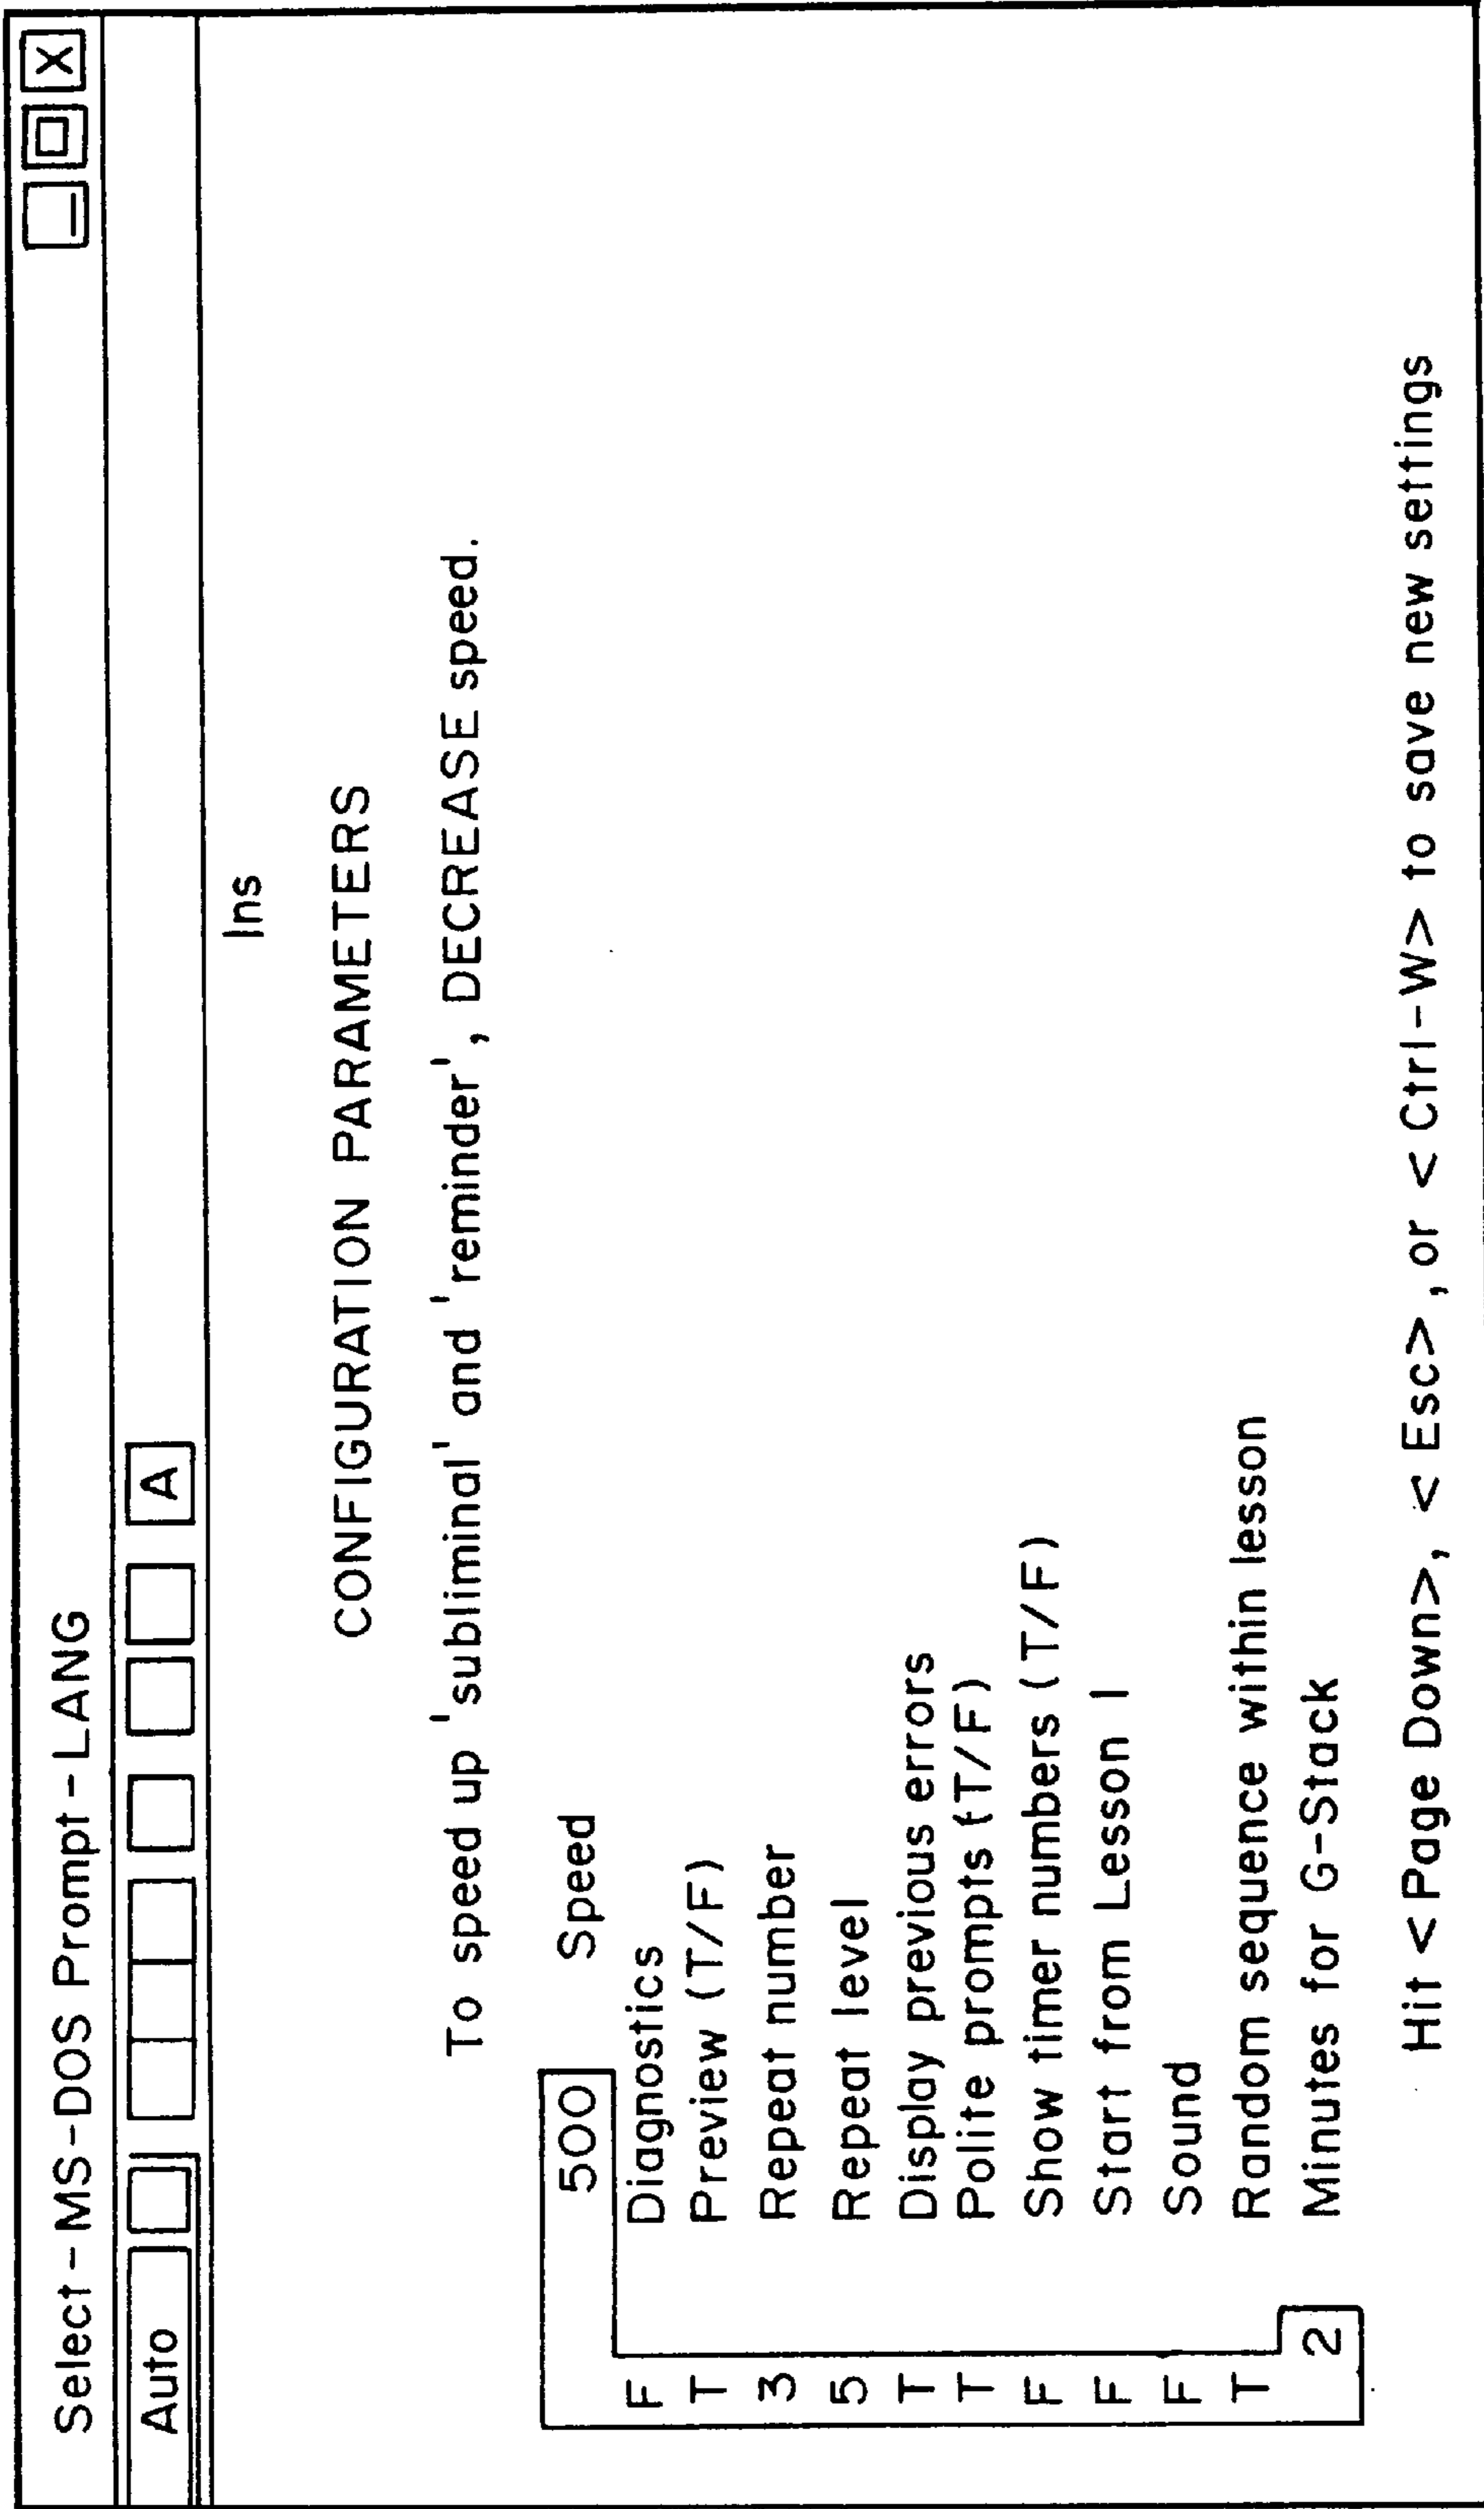 Select-MS-DOS Prompt-LANG
X
Auto A
Ins
CONFIGURATION PARAMETERS
To speed up 'subliminal' and 'reminder', DECREASE speed.
500 Speed
F Diagnostics
T Preview (T/F)
3 Repeat number
5 Repeat level
T Display previous errors
T Polite prompts (T/F)
F Show timer numbers (T/F)
F Start from Lesson 1
F Sound
T Random sequence within lesson
2 Minutes for G-Stack
Hit <Page Down>, <Esc>, or <Ctrl-W> to save new settings